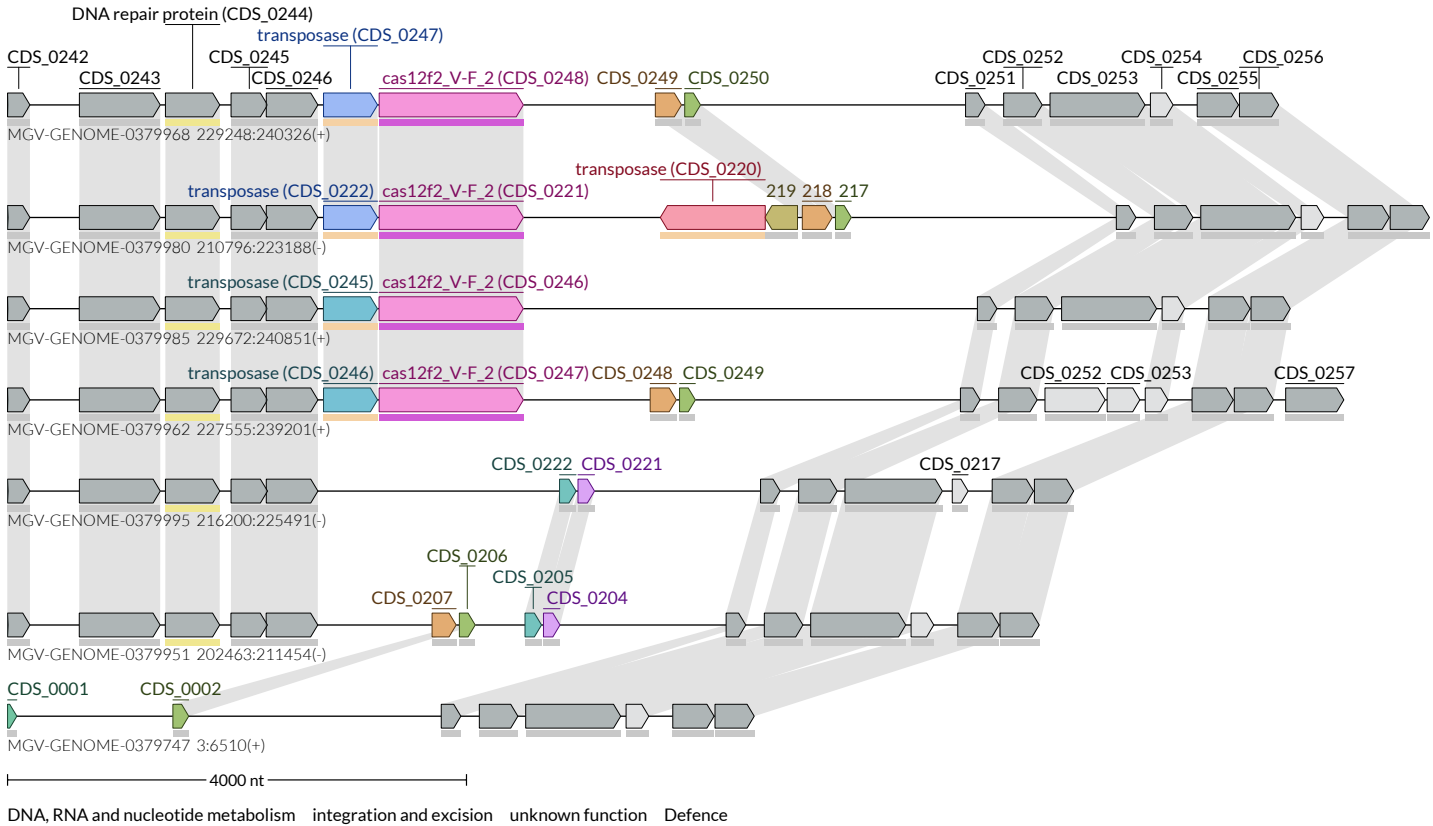 DNA repair protein (CDS_0244)
transposase (CDS_0247)
CDS_0242 CDS_0245 CDS_0252 CDS_0254 CDS_0256
CDS_0243 CDS_0246 cas12f2_V-F_2 (CDS_0248) CDS_0249 CDS_0250 CDS_0251 CDS_0253 CDS_0255
MGV-GENOME-0379968 229248:240326(+)
transposase (CDS_0220)
transposase (CDS_0222) cas12f2_V-F_2 (CDS_0221) 219 218 217
MGV-GENOME-0379980 210796:223188(-)
transposase (CDS_0245) cas12f2_V-F_2 (CDS_0246)
MGV-GENOME-0379985 229672:240851(+)
transposase (CDS_0246) cas12f2_V-F_2 (CDS_0247) CDS_0248 CDS_0249 CDS_0252 CDS_0253 CDS_0257
MGV-GENOME-0379962 227555:239201(+)
CDS_0222 CDS_0221 CDS_0217
MGV-GENOME-0379995 216200:225491(-)
CDS_0206
CDS_0205
CDS_0207 CDS_0204
MGV-GENOME-0379951 202463:211454(-)
CDS_0001 CDS_0002
MGV-GENOME-0379747 3:6510(+)
4000 nt
DNA, RNA and nucleotide metabolism integration and excision unknown function Defence